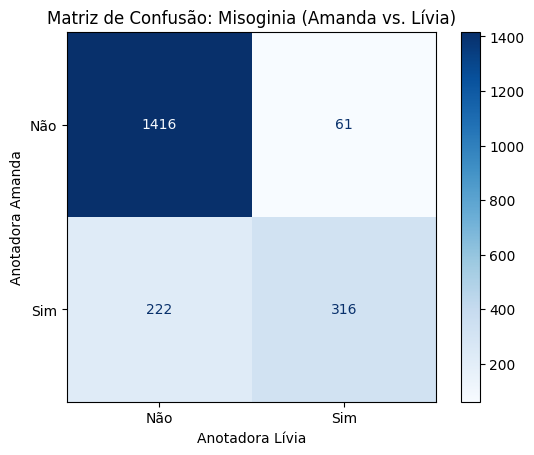 Matriz de Confusão: Misoginia (Amanda vs. Lívia)
Anotadora Amanda
Não
1416
61
Sim
222
316
Não
Sim
Anotadora Lívia
1400
1200
1000
800
600
400
200